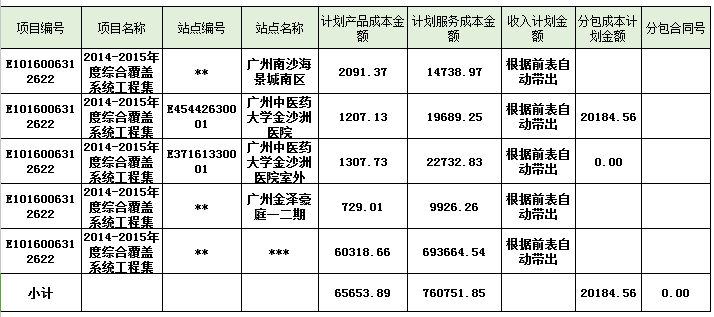 项目编号 项目名称 站点编号 站点名称 计划产品成本金额 计划服务成本金额 收入计划金额 分包成本计划金额 分包合同号
E1016006312622 2014-2015年度综合覆盖系统工程集 ** 广州南沙海景城南区 2091.37 14738.97 根据前表自动带出
E1016006312622 2014-2015年度综合覆盖系统工程集 E45442630001 广州中医药大学金沙洲医院 1207.13 19689.25 根据前表自动带出 20184.56
E1016006312622 2014-2015年度综合覆盖系统工程集 E37161330001 广州中医药大学金沙洲医院室外 1307.73 22732.83 根据前表自动带出 0.00
E1016006312622 2014-2015年度综合覆盖系统工程集 ** 广州金泽豪庭一二期 729.01 9926.26 根据前表自动带出
E1016006312622 2014-2015年度综合覆盖系统工程集 ** *** 60318.66 693664.54 根据前表自动带出
小计 65653.89 760751.85 20184.56 0.00